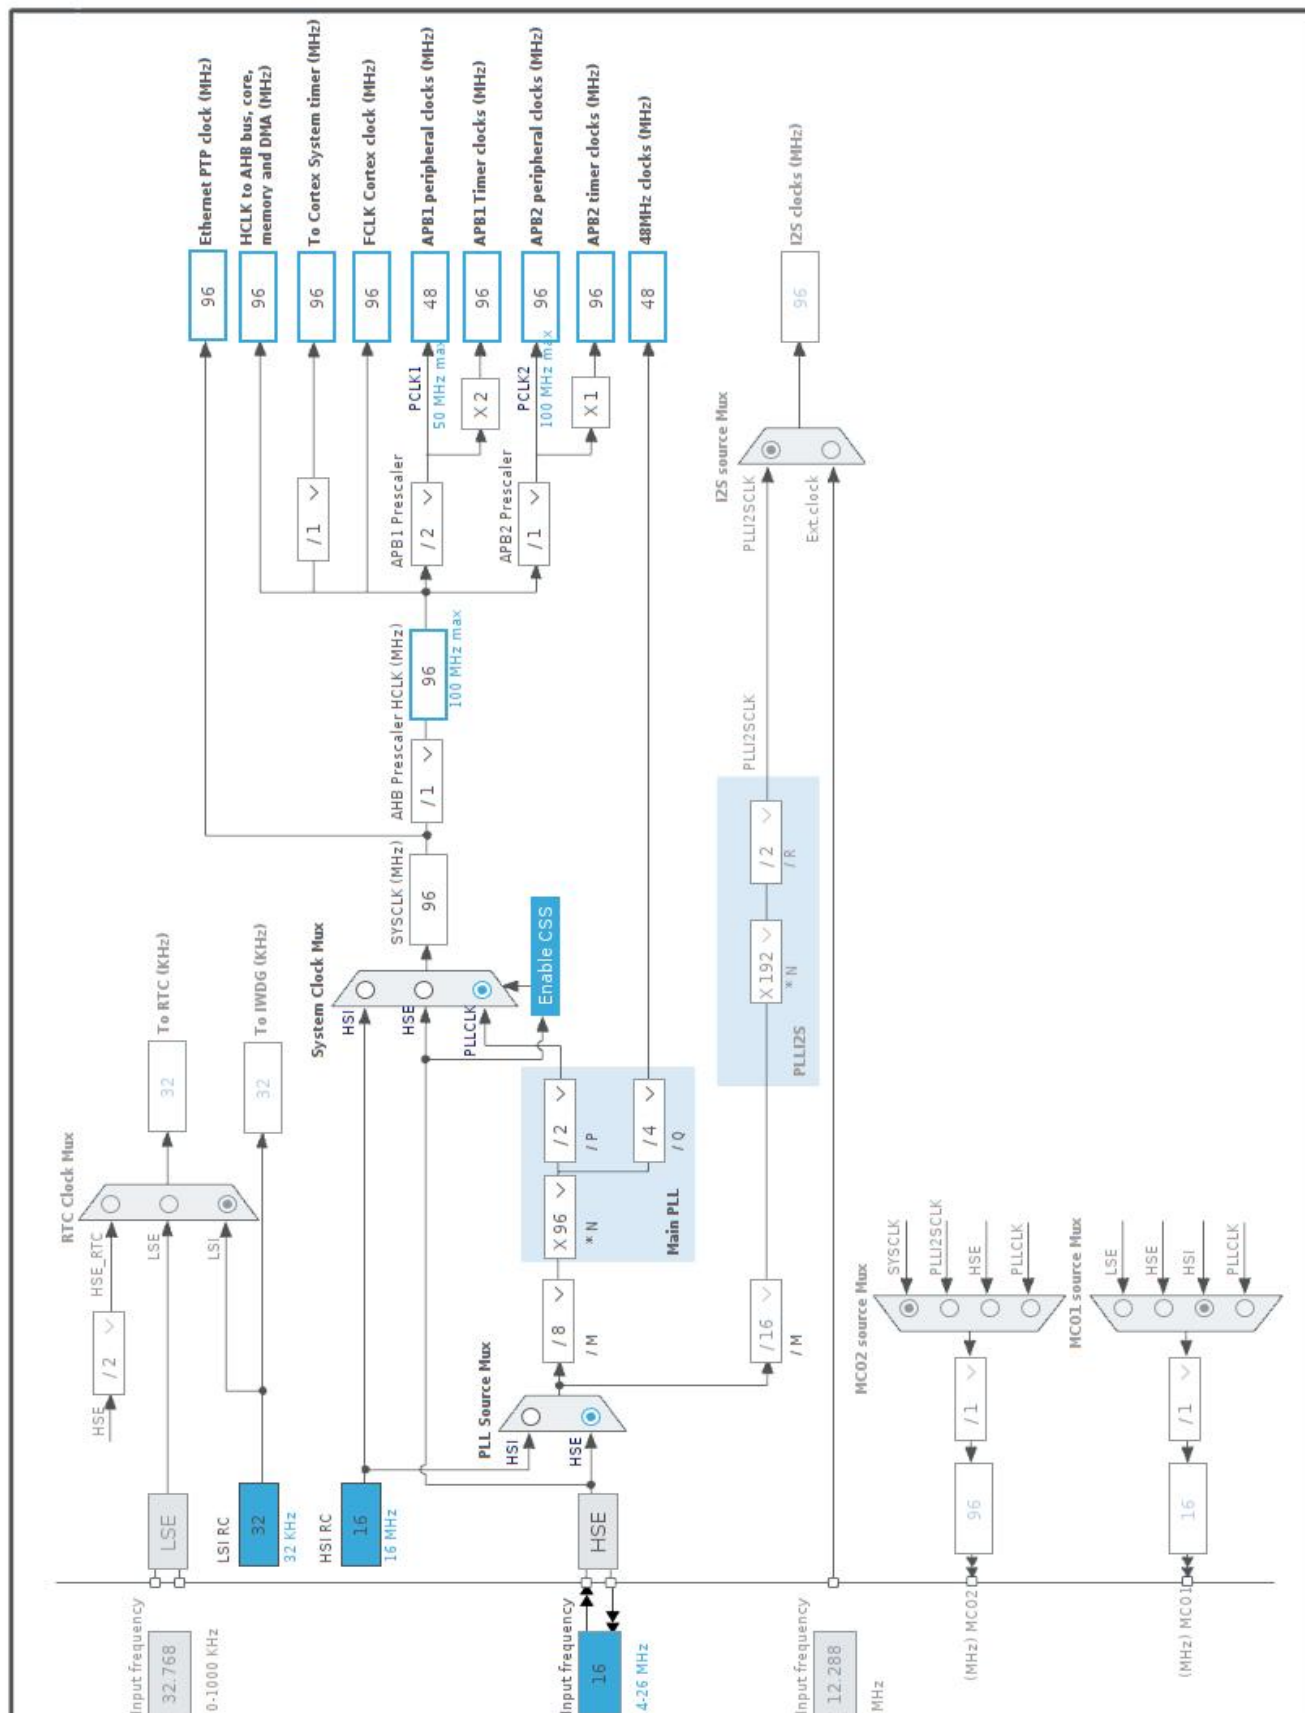 Input frequency
32.768
0-1000 KHz
LSE
HSE
/ 2
HSE_RTC
LSE
LSI
RTC Clock Mux
32
To RTC (KHz)
LSI RC
32
32 KHz
32
To IWDG (KHz)
HSI RC
16
16 MHz
Input frequency
16
4-26 MHz
HSE
PLL Source Mux
HSI
HSE
/ 8
/ M
X 96
* N
/ 2
/ P
/ 4
/ Q
Main PLL
System Clock Mux
HSI
HSE
PLLCLK
Enable CSS
SYSCLK (MHz)
96
AHB Prescaler
/ 1
HCLK (MHz)
96
100 MHz max
/ 1
APB1 Prescaler
/ 2
PCLK1
50 MHz max
X 2
APB2 Prescaler
/ 1
PCLK2
100 MHz max
X 1
96
Ethernet PTP clock (MHz)
96
HCLK to AHB bus, core,
memory and DMA (MHz)
96
To Cortex System timer (MHz)
96
FCLK Cortex clock (MHz)
48
APB1 peripheral clocks (MHz)
96
APB1 Timer clocks (MHz)
96
APB2 peripheral clocks (MHz)
96
APB2 timer clocks (MHz)
48
48MHz clocks (MHz)
/ 16
/ M
X 192
* N
/ 2
/ R
PLLI2S
PLLI2SCLK
PLLI2SCLK
Ext.clock
I2S source Mux
96
I2S clocks (MHz)
Input frequency
12.288
MHz
MCO2 source Mux
SYSCLK
PLLI2SCLK
HSE
PLLCLK
/ 1
96
(MHz) MCO2
MCO1 source Mux
LSE
HSE
HSI
PLLCLK
/ 1
16
(MHz) MCO1